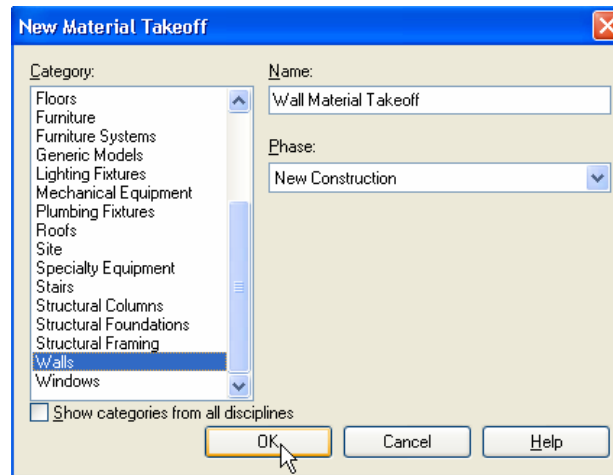 New Material Takeoff
Category:
Floors
Furniture
Furniture Systems
Generic Models
Lighting Fixtures
Mechanical Equipment
Plumbing Fixtures
Roofs
Site
Specialty Equipment
Stairs
Structural Columns
Structural Foundations
Structural Framing
Walls
Windows
Show categories from all disciplines
Name:
Wall Material Takeoff
Phase:
New Construction
OK
Cancel
Help